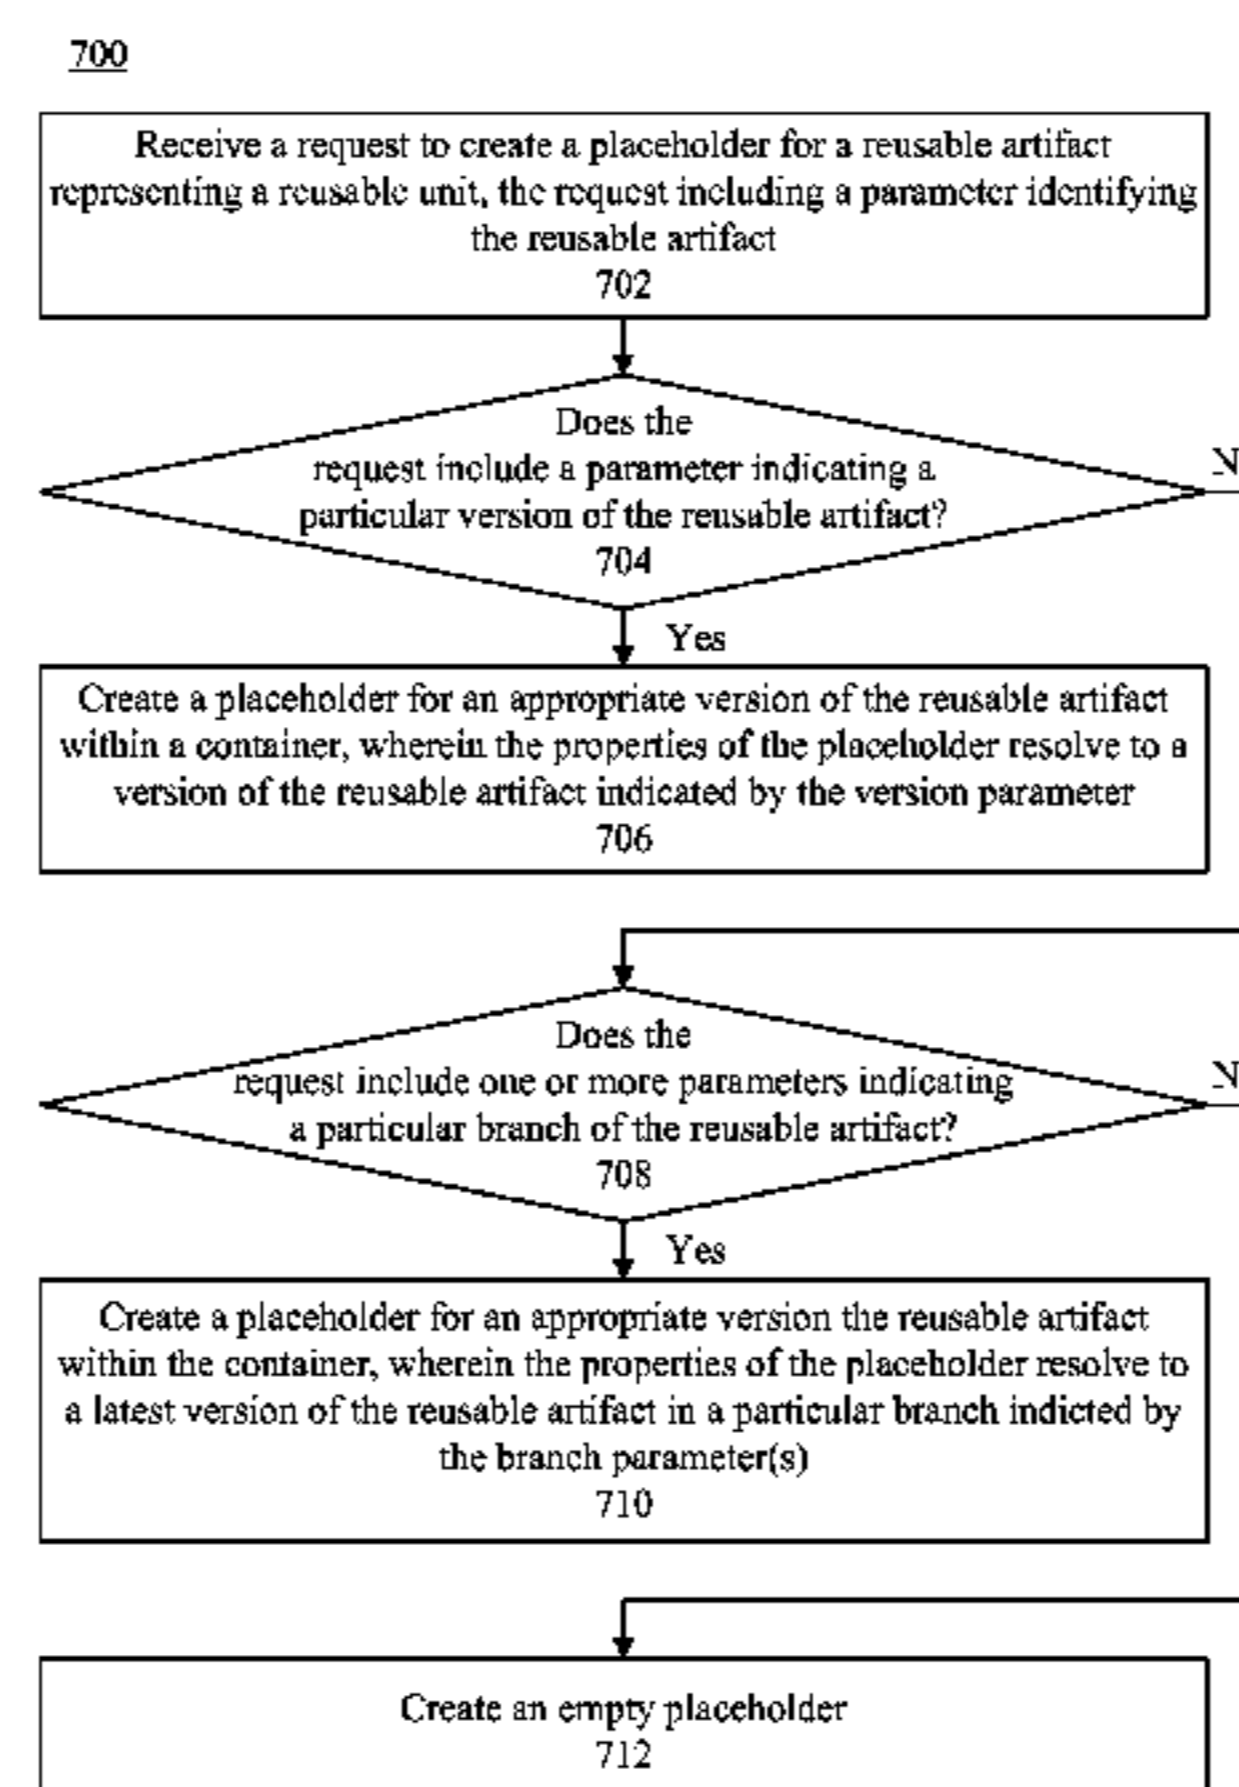 700
Receive a request to create a placeholder for a reusable artifact
representing a reusable unit, the request including a parameter identifying
the reusable artifact
702
Does the
request include a parameter indicating a
particular version of the reusable artifact?
704
N
Yes
Create a placeholder for an appropriate version of the reusable artifact
within a container, wherein the properties of the placeholder resolve to a
version of the reusable artifact indicated by the version parameter
706
Does the
request include one or more parameters indicating
a particular branch of the reusable artifact?
708
N
Yes
Create a placeholder for an appropriate version the reusable artifact
within the container, wherein the properties of the placeholder resolve to
a latest version of the reusable artifact in a particular branch indicted by
the branch parameter(s)
710
Create an empty placeholder
712